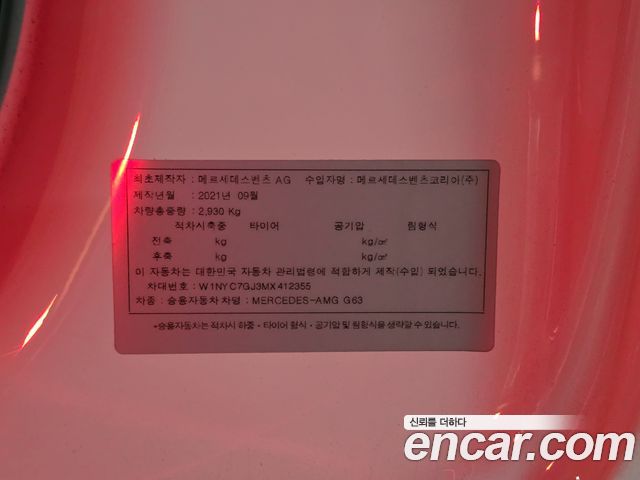 최초제작자 : 메르세데스벤츠 AG 수입자명 : 메르세데스벤츠코리아(주)
제작년월 : 2021년 09월
차량총중량 : 2,930 Kg
적차시축중 타이어 공기압 림형식
전축 kg kg/㎠
후축 kg kg/㎠
이 자동차는 대한민국 자동차 관리법령에 적합하게 제작(수입) 되었습니다.
차대번호 : W1NYC7GJ3MX412355
차종 : 승용자동차 차명 : MERCEDES-AMG G63
*승용자동차는 적차시 하중·타이어 형식·공기압 및 림형식을 생략할 수 있습니다.
신뢰를 더하다
encar.com